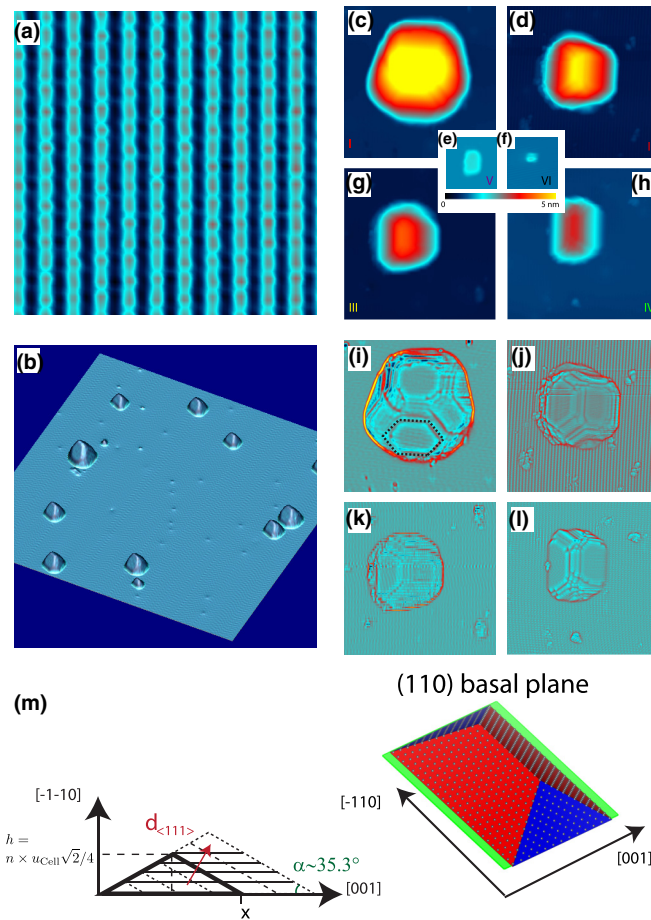 (a)
(c)
(d)
I
I
(e)
(f)
V
VI
0
5 nm
(g)
(h)
III
IV
(b)
(i)
(j)
(k)
(l)
(m)
(110) basal plane
[-1-10]
d<111>
h =
n × uCell√2/4
α~35.3°
[001]
x
[-110]
[001]